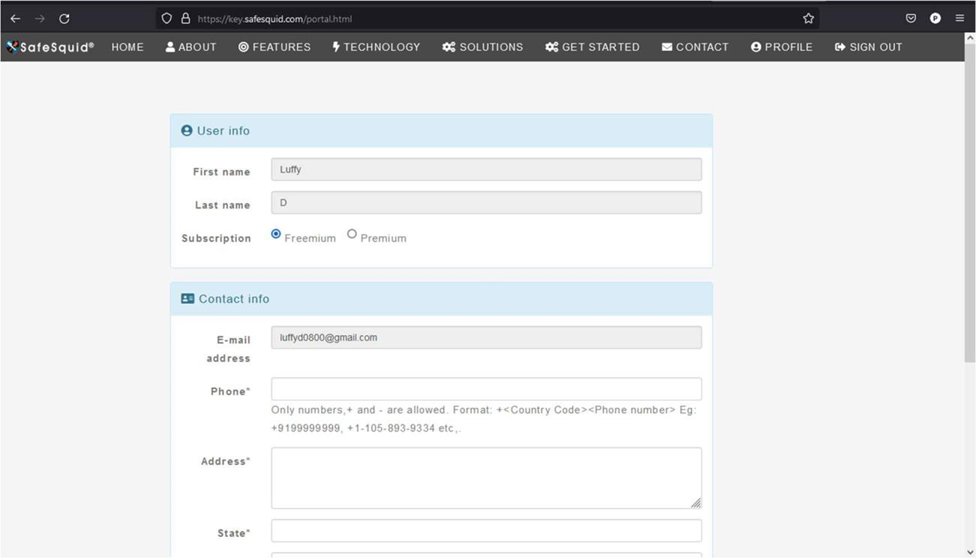 https://key.safesquid.com/portal.html
P
SafeSquid® HOME ABOUT FEATURES TECHNOLOGY SOLUTIONS GET STARTED CONTACT PROFILE SIGN OUT
User info
First name Luffy
Last name D
Subscription Freemium Premium
Contact info
E-mail luffyd0800@gmail.com
address
Phone*
Only numbers,+ and - are allowed. Format: +<Country Code><Phone number> Eg:
+9199999999, +1-105-893-9334 etc,.
Address*
State*